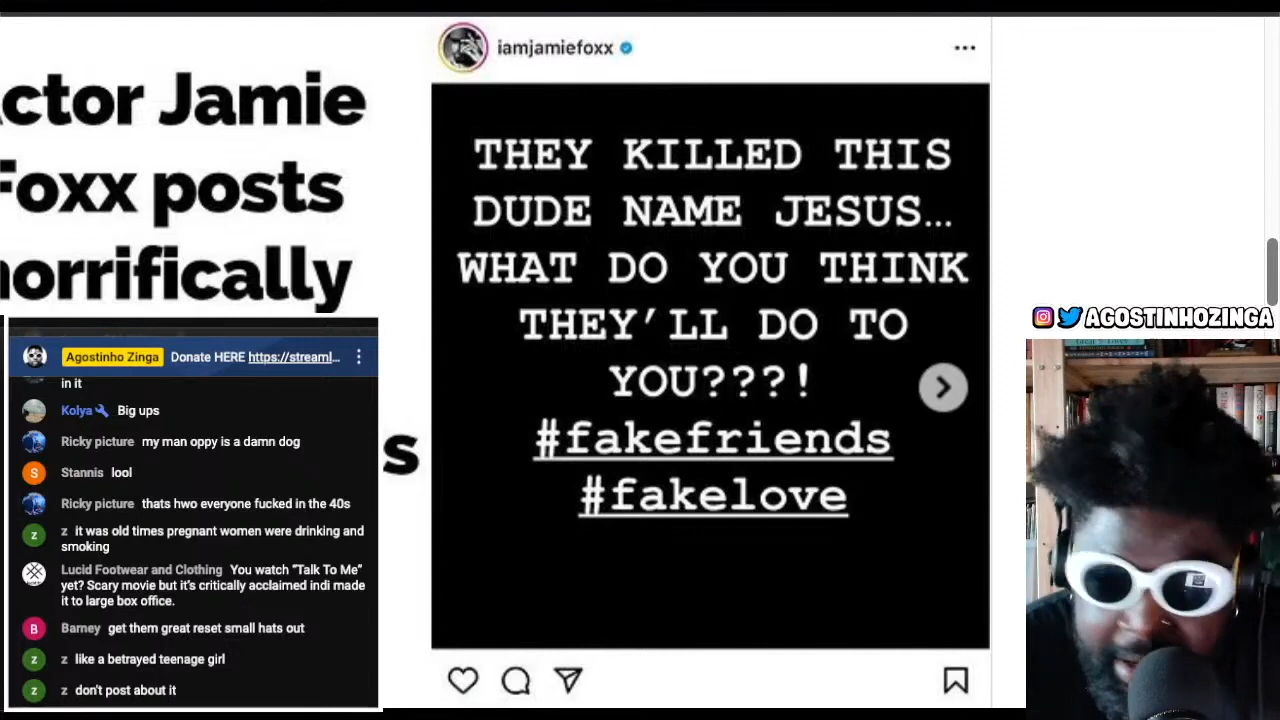 ctor Jamie
Foxx posts
horrifically
s
iamjamiefoxx
THEY KILLED THIS
DUDE NAME JESUS…
WHAT DO YOU THINK
THEY’LL DO TO
YOU???!
#fakefriends
#fakelove
Agostinho Zinga Donate HERE https://streaml...
in it
Kolya Big ups
Ricky picture my man oppy is a damn dog
S
Stannis lool
Ricky picture thats hwo everyone fucked in the 40s
z
z it was old times pregnant women were drinking and
smoking
Lucid Footwear and Clothing You watch “Talk To Me”
yet? Scary movie but it’s critically acclaimed indi made
it to large box office.
B
Barney get them great reset small hats out
z
z like a betrayed teenage girl
z
z don't post about it
AGOSTINHOZINGA